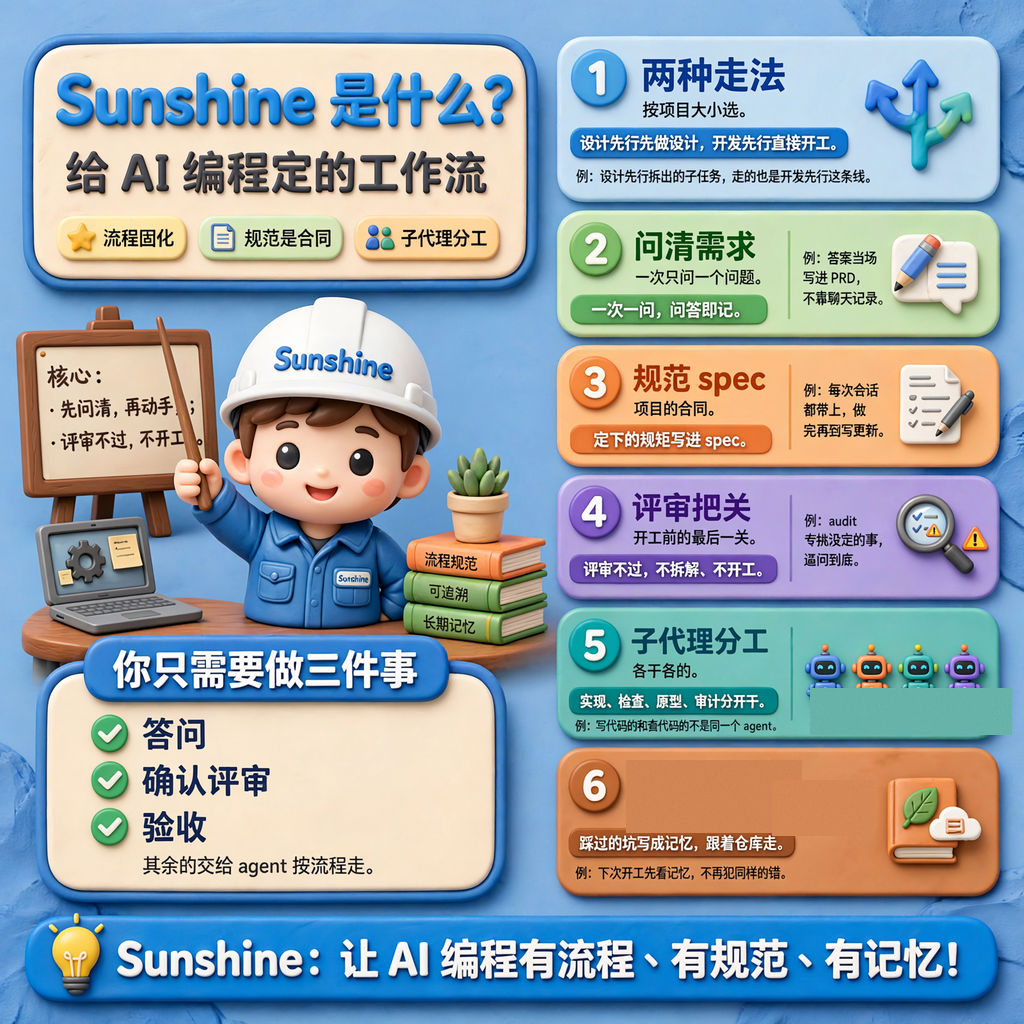 Sunshine 是什么?
给 AI 编程定的工作流
流程固化
规范是合同
子代理分工
核心：
· 先问清，再动手；
· 评审不过，不开工。
Sunshine
Sunshine
流程规范
可追溯
长期记忆
你只需要做三件事
答问
确认评审
验收
其余的交给 agent 按流程走。
1
两种走法
按项目大小选。
设计先行先做设计，开发先行直接开工。
例：设计先行拆出的子任务，走的也是开发先行这条线。
2
问清需求
一次只问一个问题。
一次一问，问答即记。
例：答案当场
写进 PRD，
不靠聊天记录。
3
规范 spec
项目的合同。
定下的规矩写进 spec。
例：每次会话
都带上，做
完再到写更新。
4
评审把关
开工前的最后一关。
评审不过，不拆解、不开工。
例：audit
专挑没定的事，
逼问到底。
5
子代理分工
各干各的。
实现、检查、原型、审计分开干。
例：写代码的和查代码的不是同一个 agent。
6
踩过的坑写成记忆，跟着仓库走。
例：下次开工先看记忆，不再犯同样的错。
Sunshine：让 AI 编程有流程、有规范、有记忆！